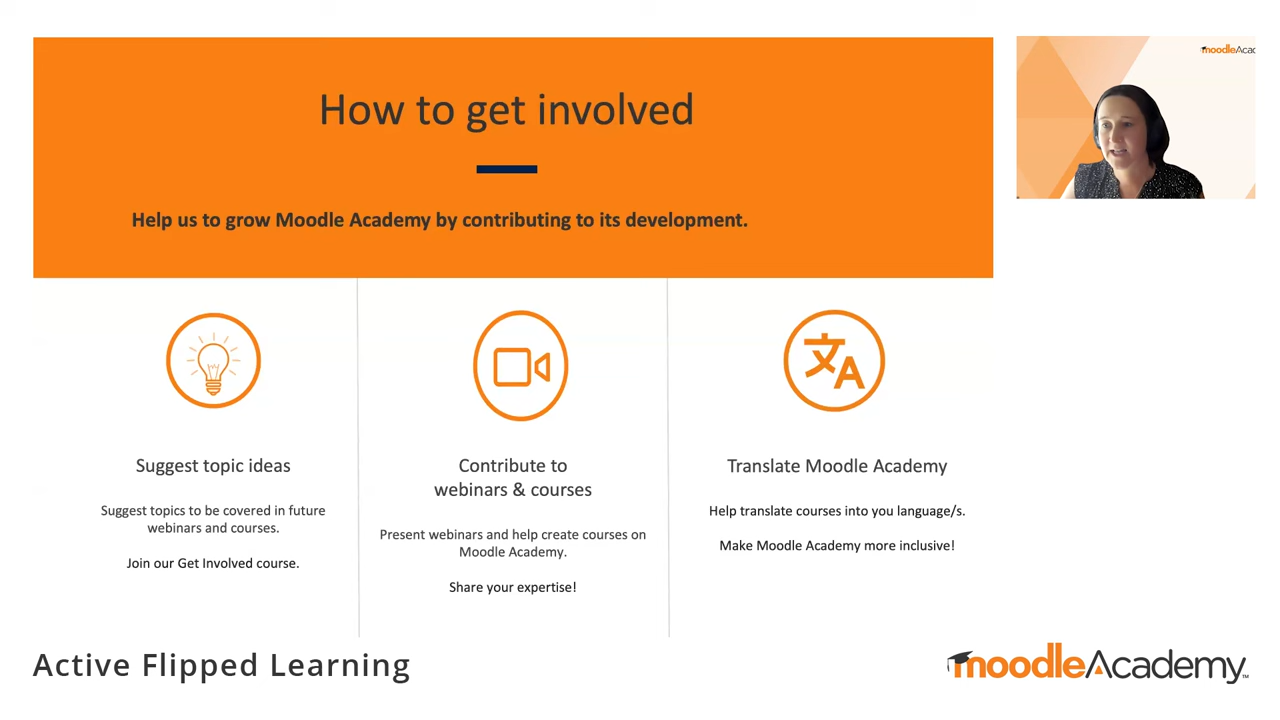 How to get involved
Help us to grow Moodle Academy by contributing to its development.
moodleAcac
文A
Suggest topic ideas
Suggest topics to be covered in future
webinars and courses.
Join our Get Involved course.
Contribute to
webinars & courses
Present webinars and help create courses on
Moodle Academy.
Share your expertise!
Translate Moodle Academy
Help translate courses into you language/s.
Make Moodle Academy more inclusive!
Active Flipped Learning
moodleAcademy™